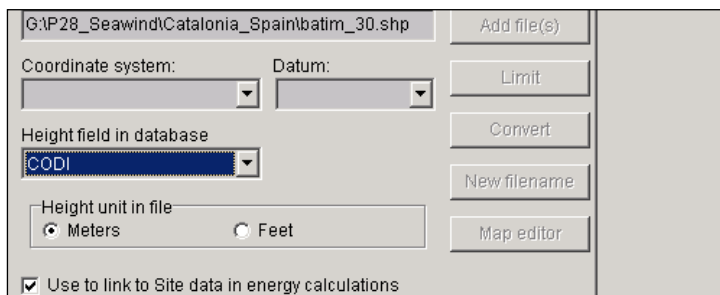 G:\P28_Seawind\Catalonia_Spain\batim_30.shp
Add file(s)
Coordinate system:
Datum:
Limit
Convert
Height field in database
CODI
New filename
Height unit in file
Meters
Feet
Map editor
Use to link to Site data in energy calculations